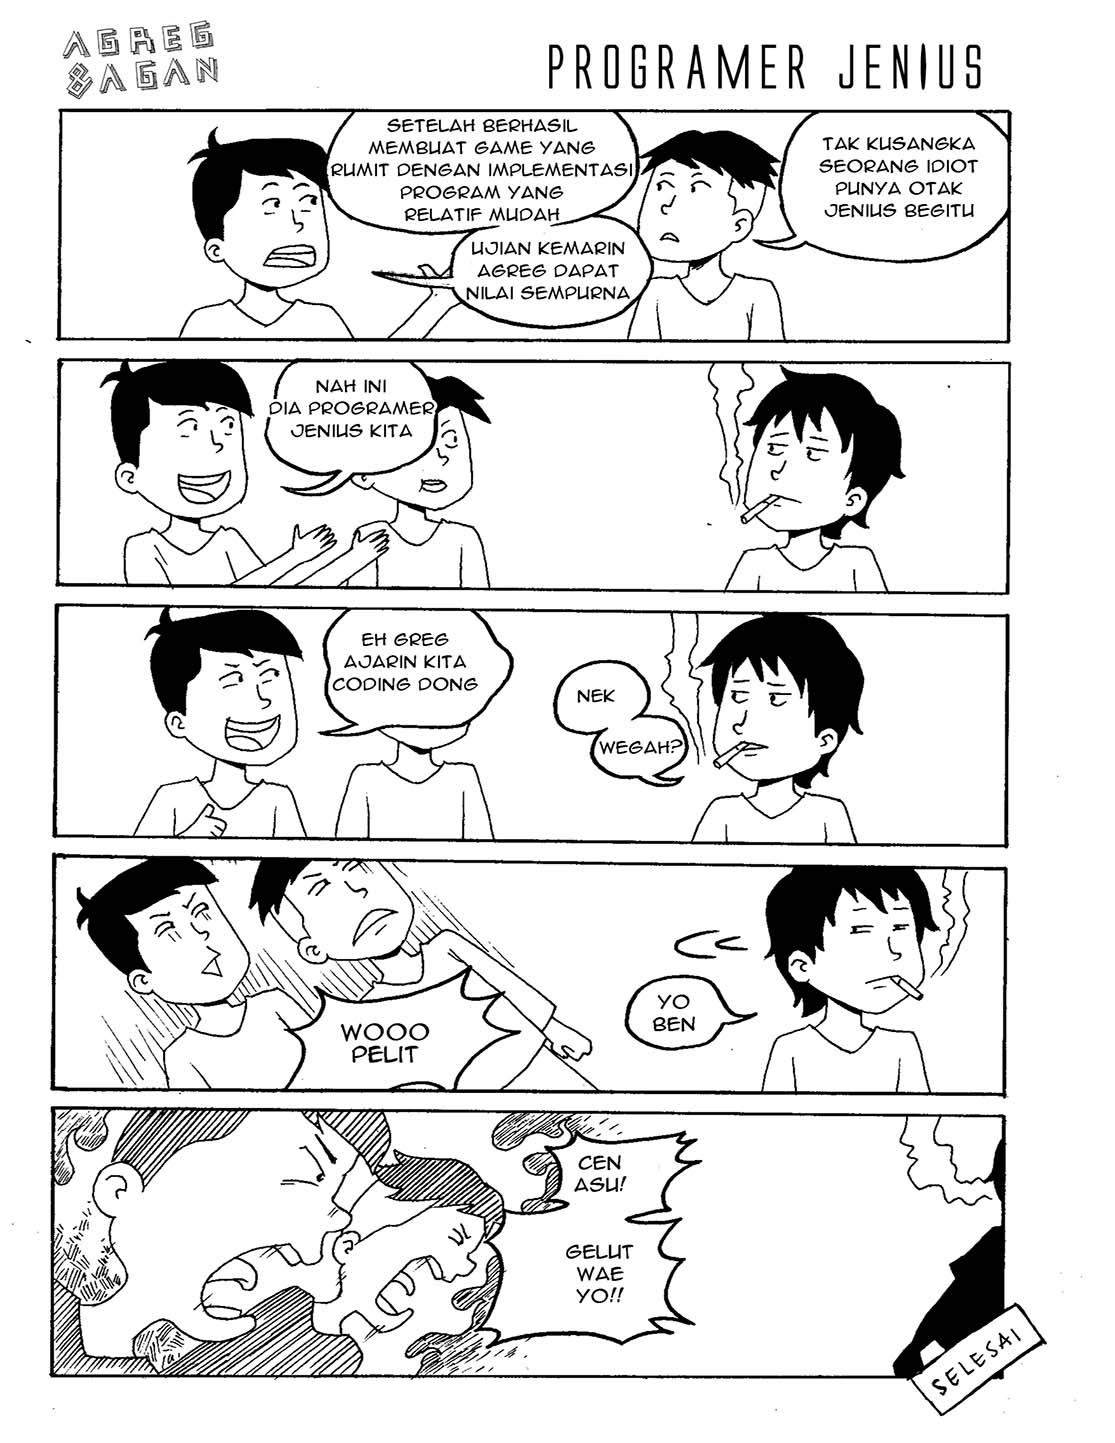 AGREG
&AGAN
PROGRAMER JENIUS
SETELAH BERHASIL
MEMBUAT GAME YANG
RUMIT DENGAN IMPLEMENTASI
PROGRAM YANG
RELATIF MUDAH
UJIAN KEMARIN
AGREG DAPAT
NILAI SEMPURNA
TAK KUSANGKA
SEORANG IDIOT
PUNYA OTAK
JENIUS BEGITU
NAH INI
DIA PROGRAMER
JENIUS KITA
EH GREG
AJARIN KITA
CODING DONG
NEK
WEGAH?
WOOO
PELIT
YO
BEN
CEN
ASU!
GELUT
WAE
YO!!
SELESAI